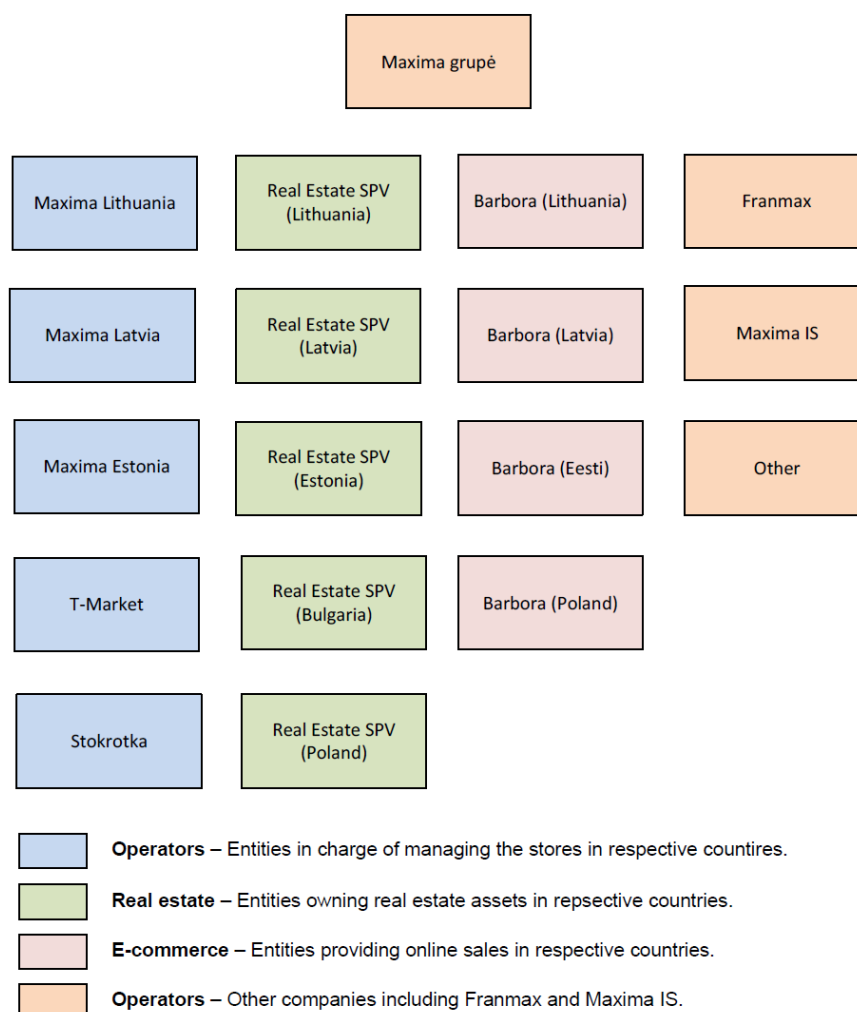 Maxima grupė
Maxima Lithuania
Real Estate SPV
(Lithuania)
Barbora (Lithuania)
Franmax
Maxima Latvia
Real Estate SPV
(Latvia)
Barbora (Latvia)
Maxima IS
Maxima Estonia
Real Estate SPV
(Estonia)
Barbora (Eesti)
Other
T-Market
Real Estate SPV
(Bulgaria)
Barbora (Poland)
Stokrotka
Real Estate SPV
(Poland)
Operators – Entities in charge of managing the stores in respective countires.
Real estate – Entities owning real estate assets in repsective countries.
E-commerce – Entities providing online sales in respective countries.
Operators – Other companies including Franmax and Maxima IS.